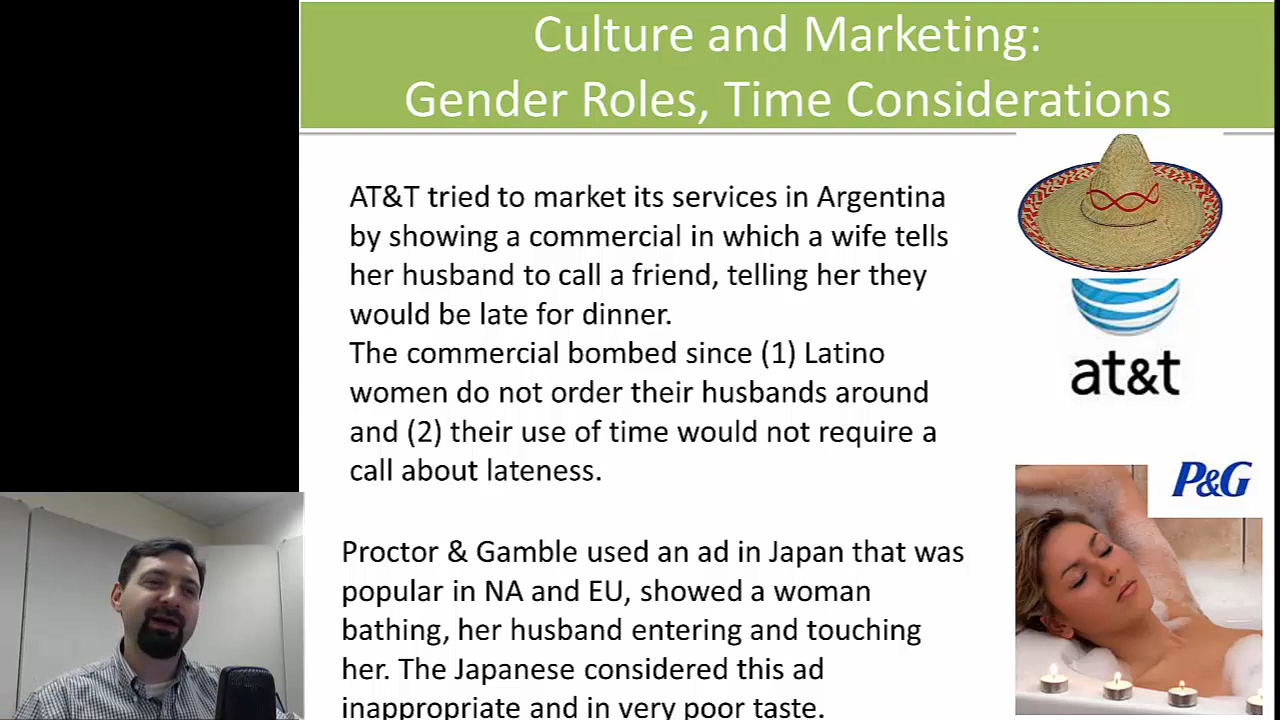 Culture and Marketing:
Gender Roles, Time Considerations
AT&T tried to market its services in Argentina
by showing a commercial in which a wife tells
her husband to call a friend, telling her they
would be late for dinner.
The commercial bombed since (1) Latino
women do not order their husbands around
and (2) their use of time would not require a
call about lateness.
at&t
P&G
Proctor & Gamble used an ad in Japan that was
popular in NA and EU, showed a woman
bathing, her husband entering and touching
her. The Japanese considered this ad
inappropriate and in very poor taste.